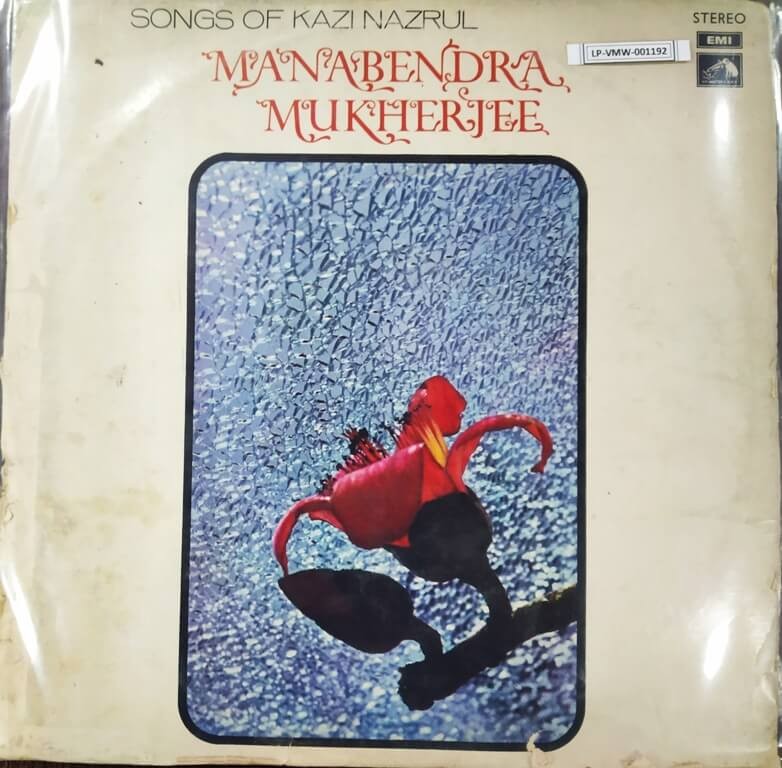 SONGS OF KAZI NAZRUL
STEREO
MANABENDRA
MUKHERJEE
LP-VMW-001192
EMI